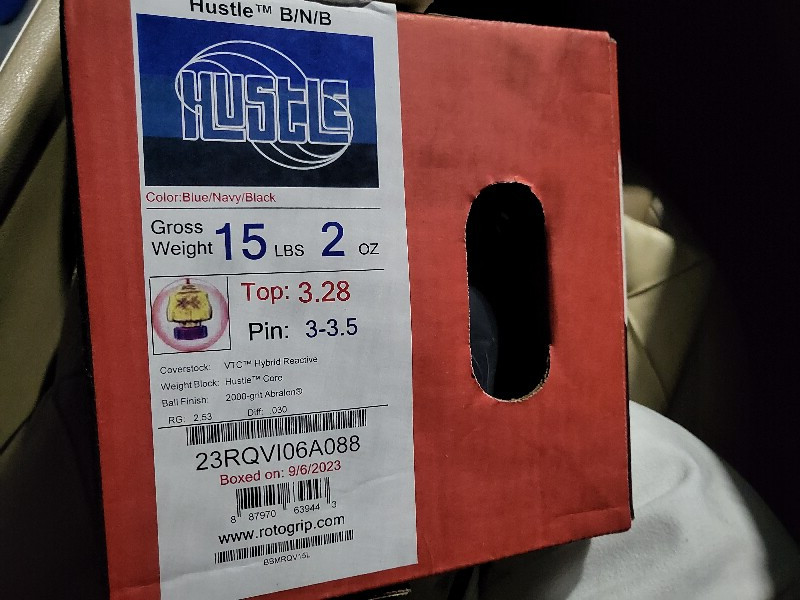 Hustle™ B/N/B
HUSTLE
Color:Blue/Navy/Black
Gross Weight 15 LBS 2 OZ
Top: 3.28
Pin: 3-3.5
Coverstock: VTC™ Hybrid Reactive
Weight Block: Hustle™ Core
Ball Finish: 2000-grit Abralon®
RG: 2.53 Diff: .030
23RQVI06A088
Boxed on: 9/6/2023
8 87970 63944 3
www.rotogrip.com
BSMRQV15L